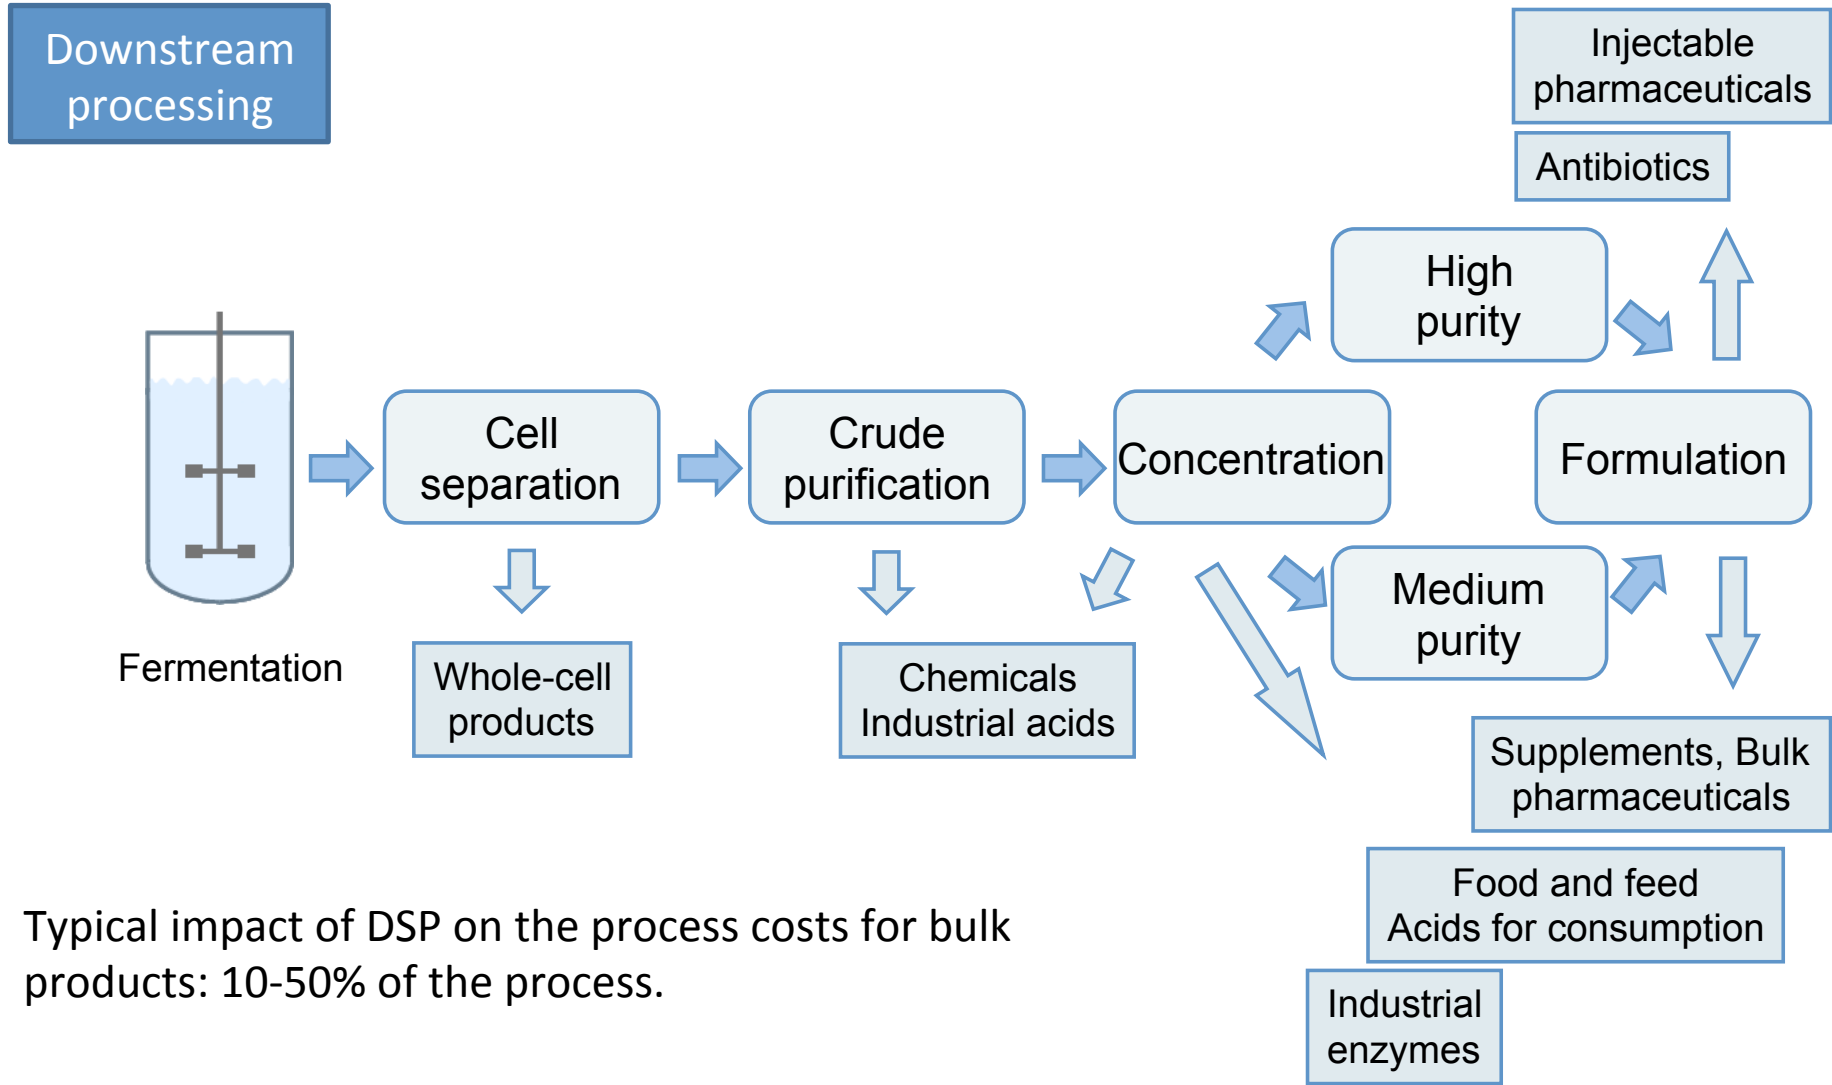 Downstream
processing
Injectable
pharmaceuticals
Antibiotics
High
purity
Fermentation
Cell
separation
Crude
purification
Concentration
Formulation
Medium
purity
Whole-cell
products
Chemicals
Industrial acids
Supplements, Bulk
pharmaceuticals
Food and feed
Acids for consumption
Industrial
enzymes
Typical impact of DSP on the process costs for bulk
products: 10-50% of the process.